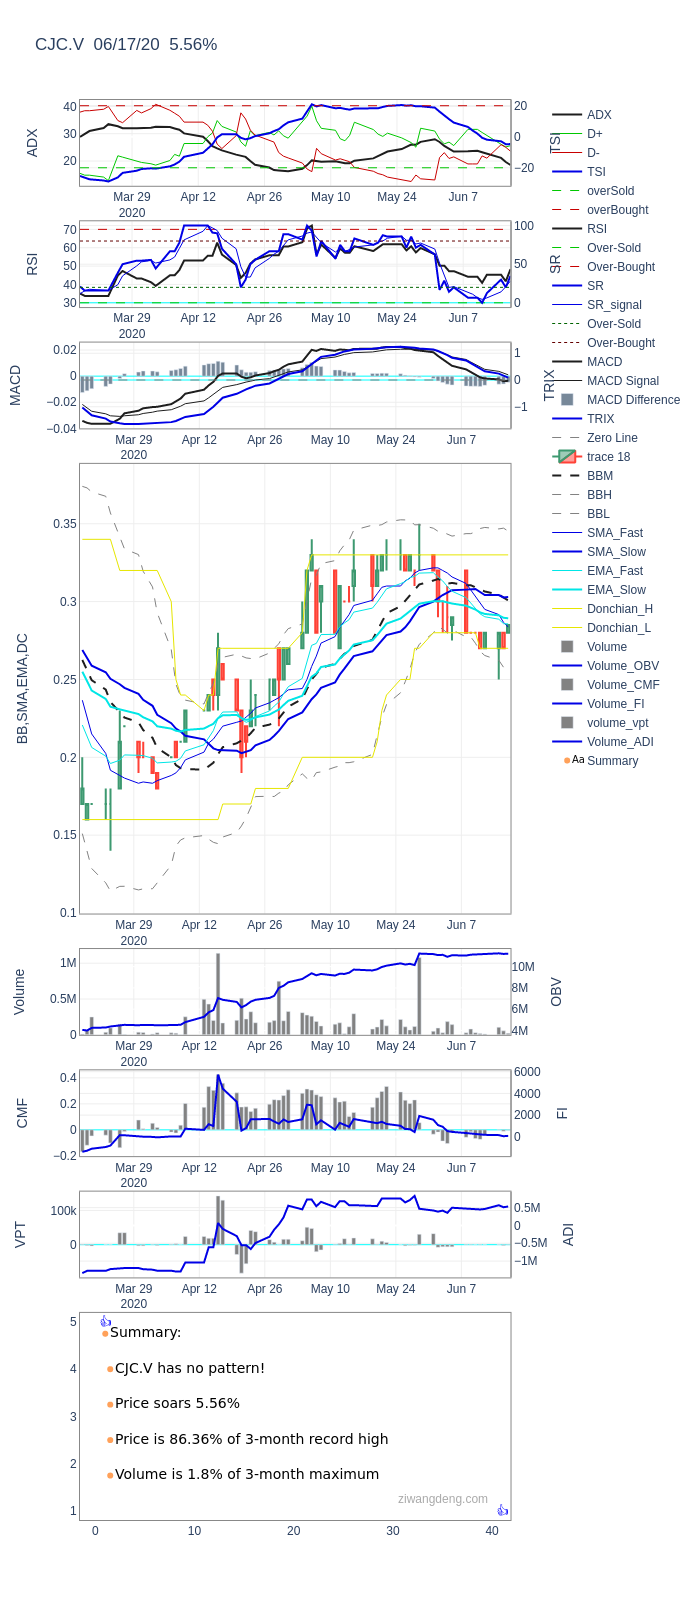 CJC.V 06/17/20 5.56%
ADX
40
30
20
20
0
−20
TSI
Mar 29
2020
Apr 12
Apr 26
May 10
May 24
Jun 7
RSI
70
60
50
40
30
100
50
0
SR
Mar 29
2020
Apr 12
Apr 26
May 10
May 24
Jun 7
MACD
0.02
0
−0.02
−0.04
1
0
−1
TRIX
Mar 29
2020
Apr 12
Apr 26
May 10
May 24
Jun 7
BB,SMA,EMA,DC
0.35
0.3
0.25
0.2
0.15
0.1
Mar 29
2020
Apr 12
Apr 26
May 10
May 24
Jun 7
Volume
1M
0.5M
0
10M
8M
6M
4M
OBV
Mar 29
2020
Apr 12
Apr 26
May 10
May 24
Jun 7
CMF
0.4
0.2
0
−0.2
6000
4000
2000
0
FI
Mar 29
2020
Apr 12
Apr 26
May 10
May 24
Jun 7
VPT
100k
0
0.5M
0
−0.5M
−1M
ADI
Mar 29
2020
Apr 12
Apr 26
May 10
May 24
Jun 7
5
4
3
2
1
0
10
20
30
40
Summary:
CJC.V has no pattern!
Price soars 5.56%
Price is 86.36% of 3-month record high
Volume is 1.8% of 3-month maximum
ziwangdeng.com
ADX
D+
D-
TSI
overSold
overBought
RSI
Over-Sold
Over-Bought
SR
SR_signal
Over-Sold
Over-Bought
MACD
MACD Signal
MACD Difference
TRIX
Zero Line
trace 18
BBM
BBH
BBL
SMA_Fast
SMA_Slow
EMA_Fast
EMA_Slow
Donchian_H
Donchian_L
Volume
Volume_OBV
Volume_CMF
Volume_FI
volume_vpt
Volume_ADI
Aa Summary